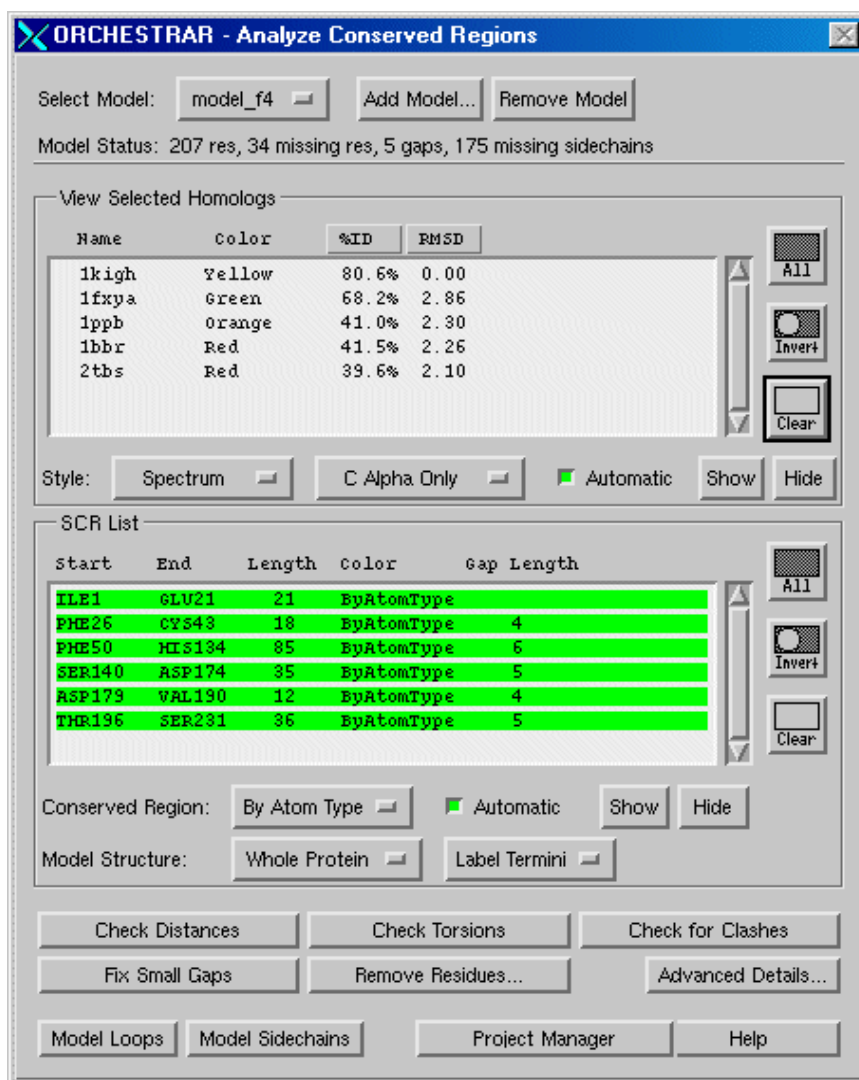 ORCHESTRAR - Analyze Conserved Regions
Select Model: model_f4 Add Model... Remove Model
Model Status: 207 res, 34 missing res, 5 gaps, 175 missing sidechains
View Selected Homologs
Name Color %ID RMSD
1kigh Yellow 80.6% 0.00
1fxya Green 68.2% 2.86
1ppb Orange 41.0% 2.30
1bbr Red 41.5% 2.26
2tbs Red 39.6% 2.10
All
Invert
Clear
Style: Spectrum C Alpha Only Automatic Show Hide
SCR List
Start End Length Color Gap Length
ILE1 GLU21 21 ByAtomType
PHE26 CYS43 18 ByAtomType 4
PHE50 HIS134 85 ByAtomType 6
SER140 ASP174 35 ByAtomType 5
ASP179 VAL190 12 ByAtomType 4
THR196 SER231 36 ByAtomType 5
All
Invert
Clear
Conserved Region: By Atom Type Automatic Show Hide
Model Structure: Whole Protein Label Termini
Check Distances Check Torsions Check for Clashes
Fix Small Gaps Remove Residues... Advanced Details...
Model Loops Model Sidechains Project Manager Help